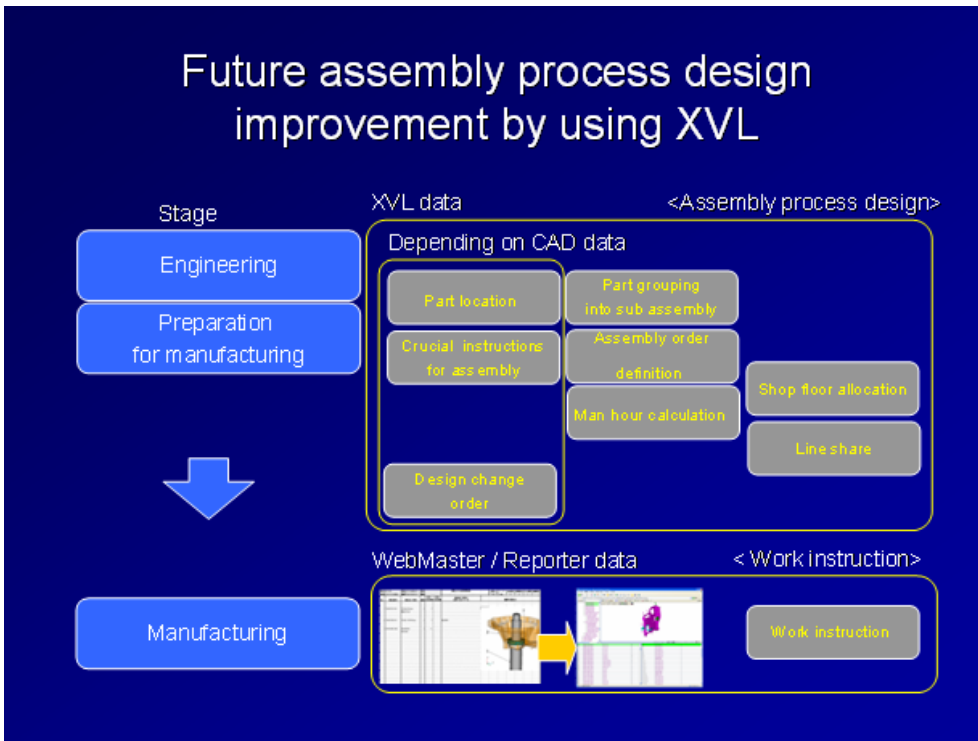 Future assembly process design
improvement by using XVL
Stage
XVL data
<Assembly process design>
Engineering
Preparation
for manufacturing
Depending on CAD data
Part location
Part grouping
into sub assembly
Crucial instructions
for assembly
Assembly order
definition
Man hour calculation
Shop floor allocation
Line share
Design change
order
WebMaster / Reporter data
< Work instruction>
Manufacturing
Work instruction